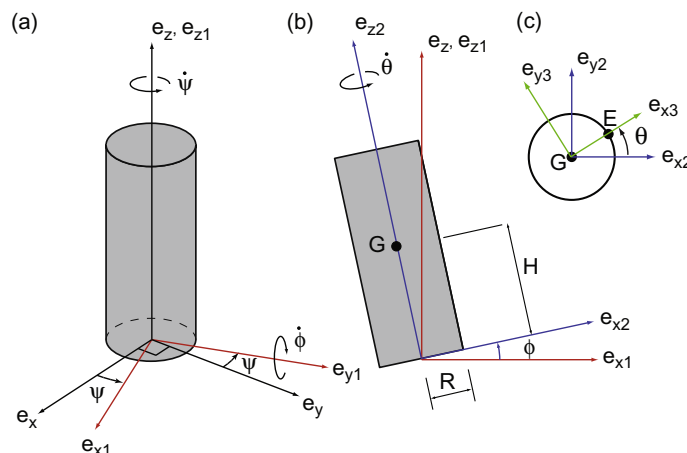 (a)
e_z, e_z1
ψ̇
ϕ̇
e_y1
ψ
e_y
ψ
e_x
e_x1
(b)
e_z2
θ̇
e_z, e_z1
G
H
e_x2
ϕ
e_x1
R
(c)
e_y2
e_y3
e_x3
E
θ
G
e_x2